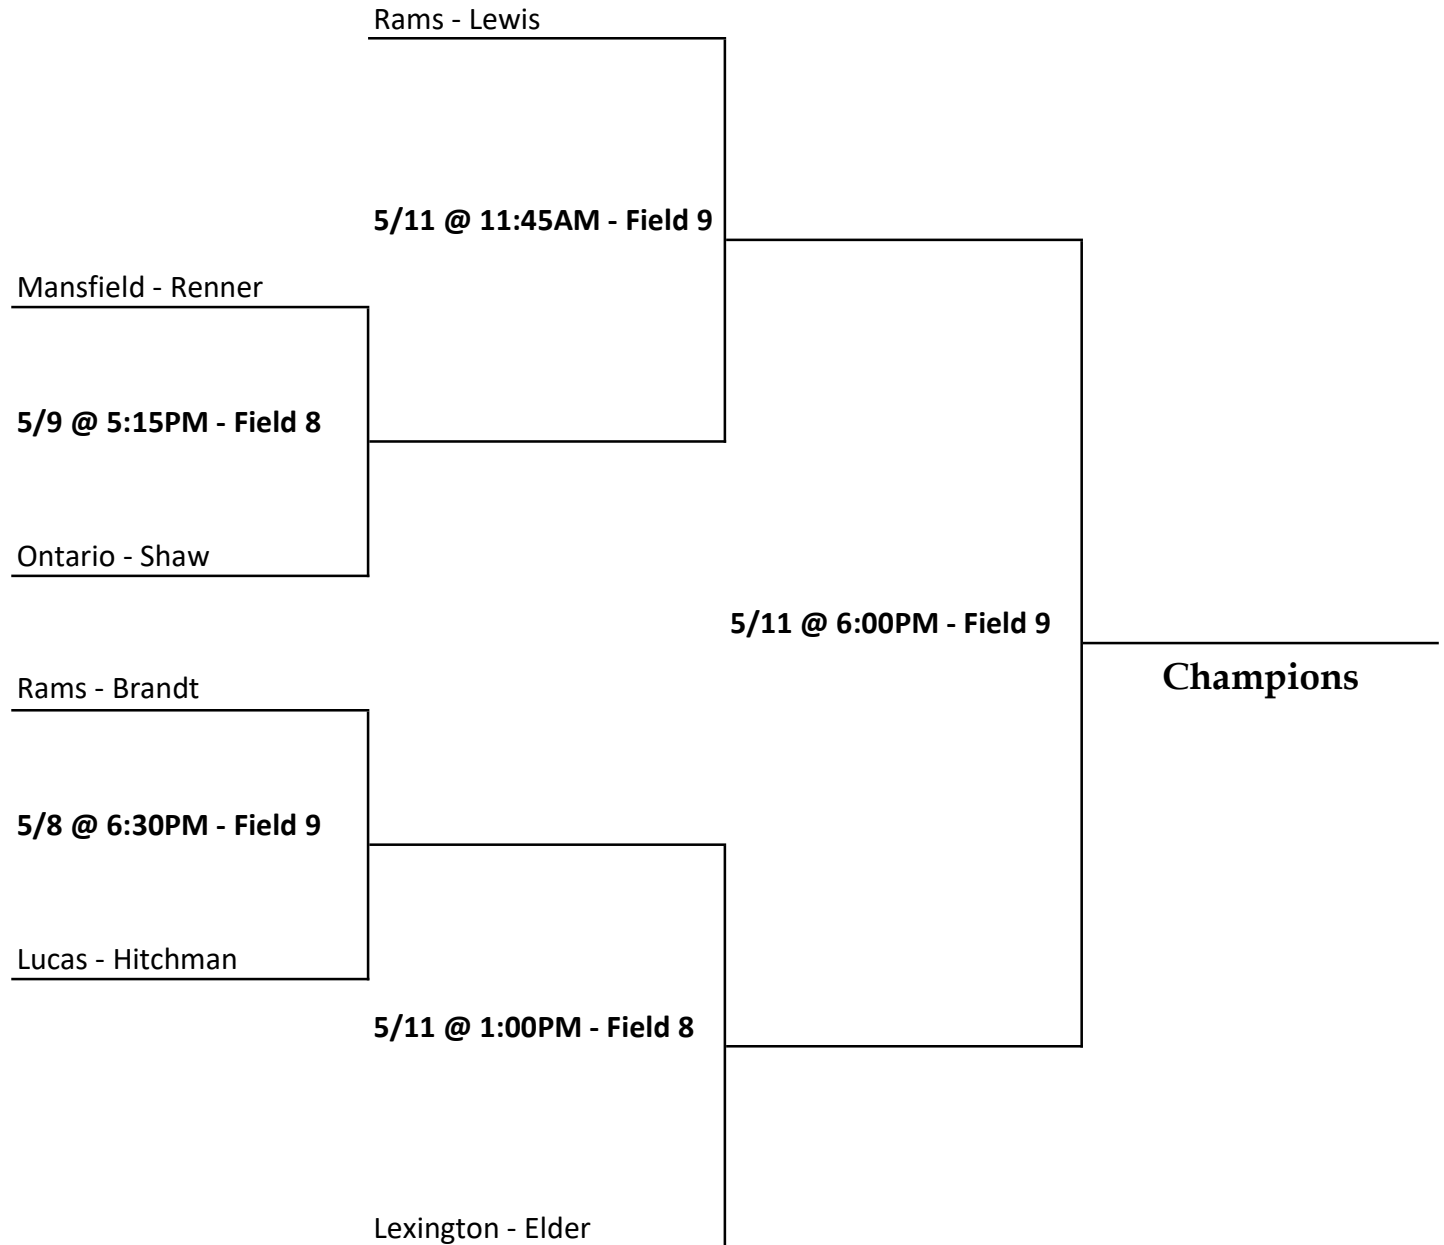 Rams - Lewis
5/11 @ 11:45AM - Field 9
Mansfield - Renner
5/9 @ 5:15PM - Field 8
Ontario - Shaw
5/11 @ 6:00PM - Field 9
Champions
Rams - Brandt
5/8 @ 6:30PM - Field 9
Lucas - Hitchman
5/11 @ 1:00PM - Field 8
Lexington - Elder